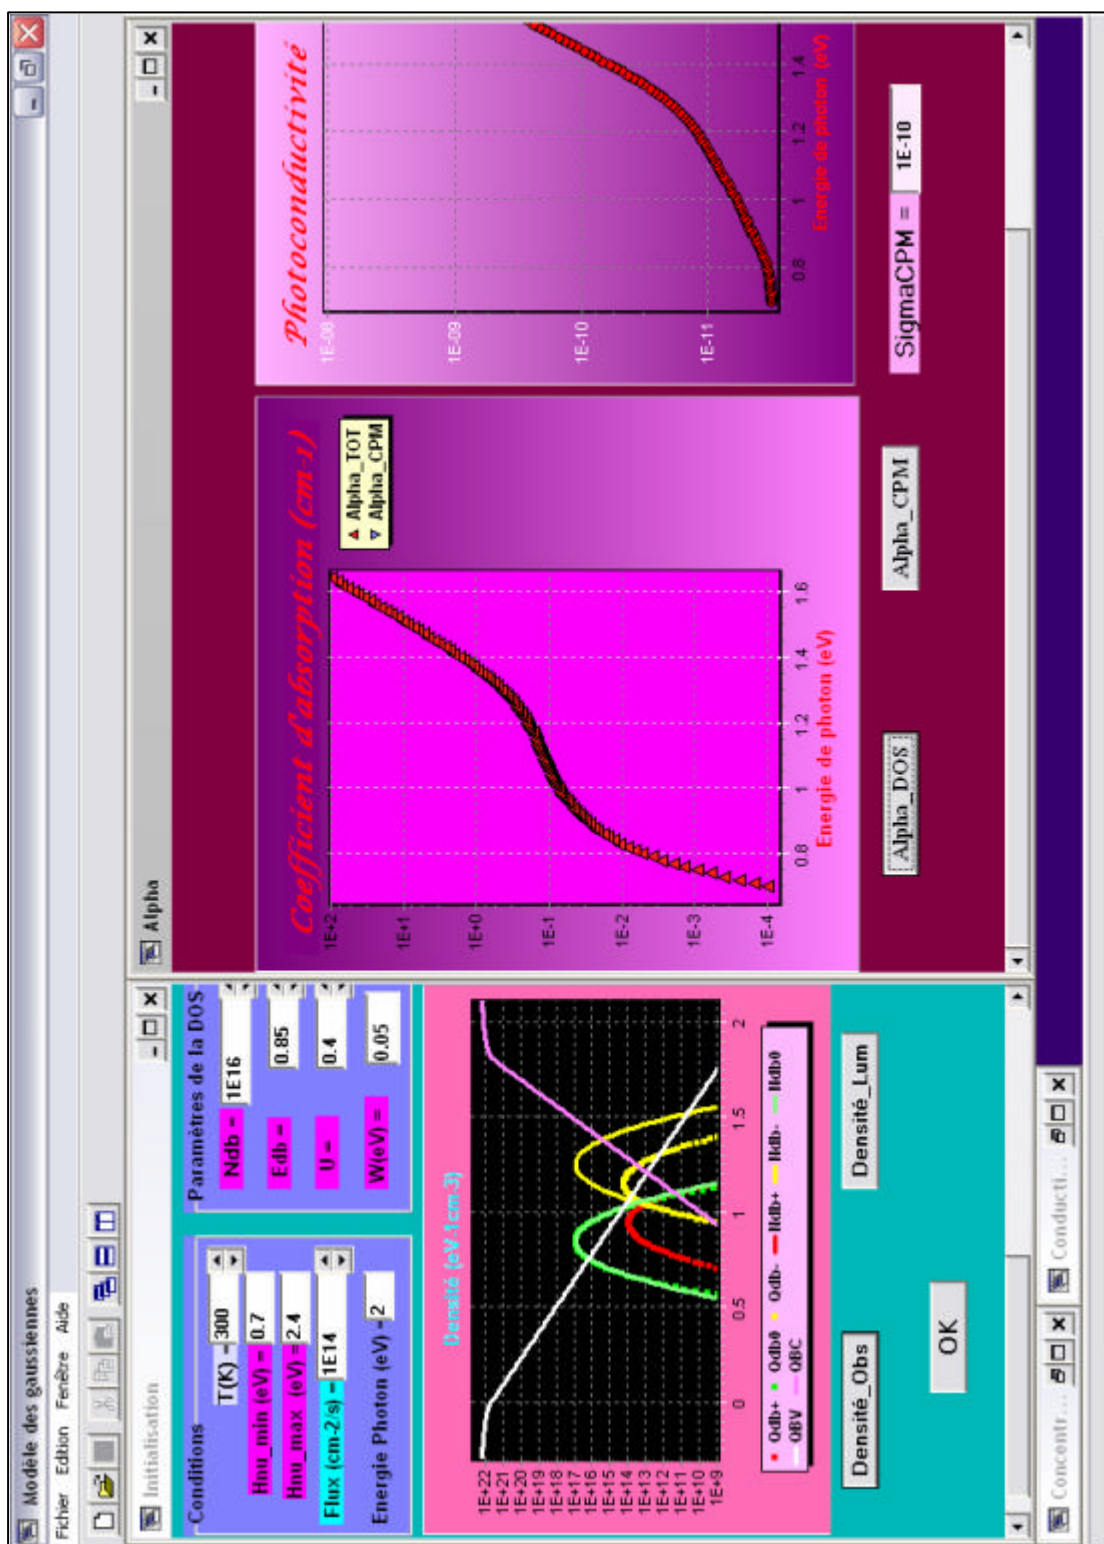 Modèle des gaussiennes
Fichier Edition Fenêtre Aide
Initialisation
Conditions
T(K) = 300
Hnu_min (eV) = 0.7
Hnu_max (eV) = 2.4
Flux (cm-2/s) = 1E14
Energie Photon (eV) = 2
Paramètres de la DOS
Ndb = 1E16
Edb = 0.85
U = 0.4
W(eV) = 0.05
Densité (eV-1cm-3)
1E+22
1E+21
1E+20
1E+19
1E+18
1E+17
1E+16
1E+15
1E+14
1E+13
1E+12
1E+11
1E+10
1E+9
0 0.5 1 1.5 2
Qdb+ Qdb0 Qdb- Ndb+ Ndb- Ndb0
QBV QBC
Densité_Obs Densité_Lum
OK
Alpha
Coefficient d'absorption (cm-1)
Alpha_TOT
Alpha_CPM
1E+2
1E+1
1E+0
1E-1
1E-2
1E-3
1E-4
0.8 1 1.2 1.4 1.6
Energie de photon (eV)
Photoconductivité
1E-08
1E-09
1E-10
1E-11
0.8 1 1.2 1.4
Energie de photon (eV)
Alpha_DOS Alpha_CPM SigmaCPM = 1E-10
Concentr... Conducti...